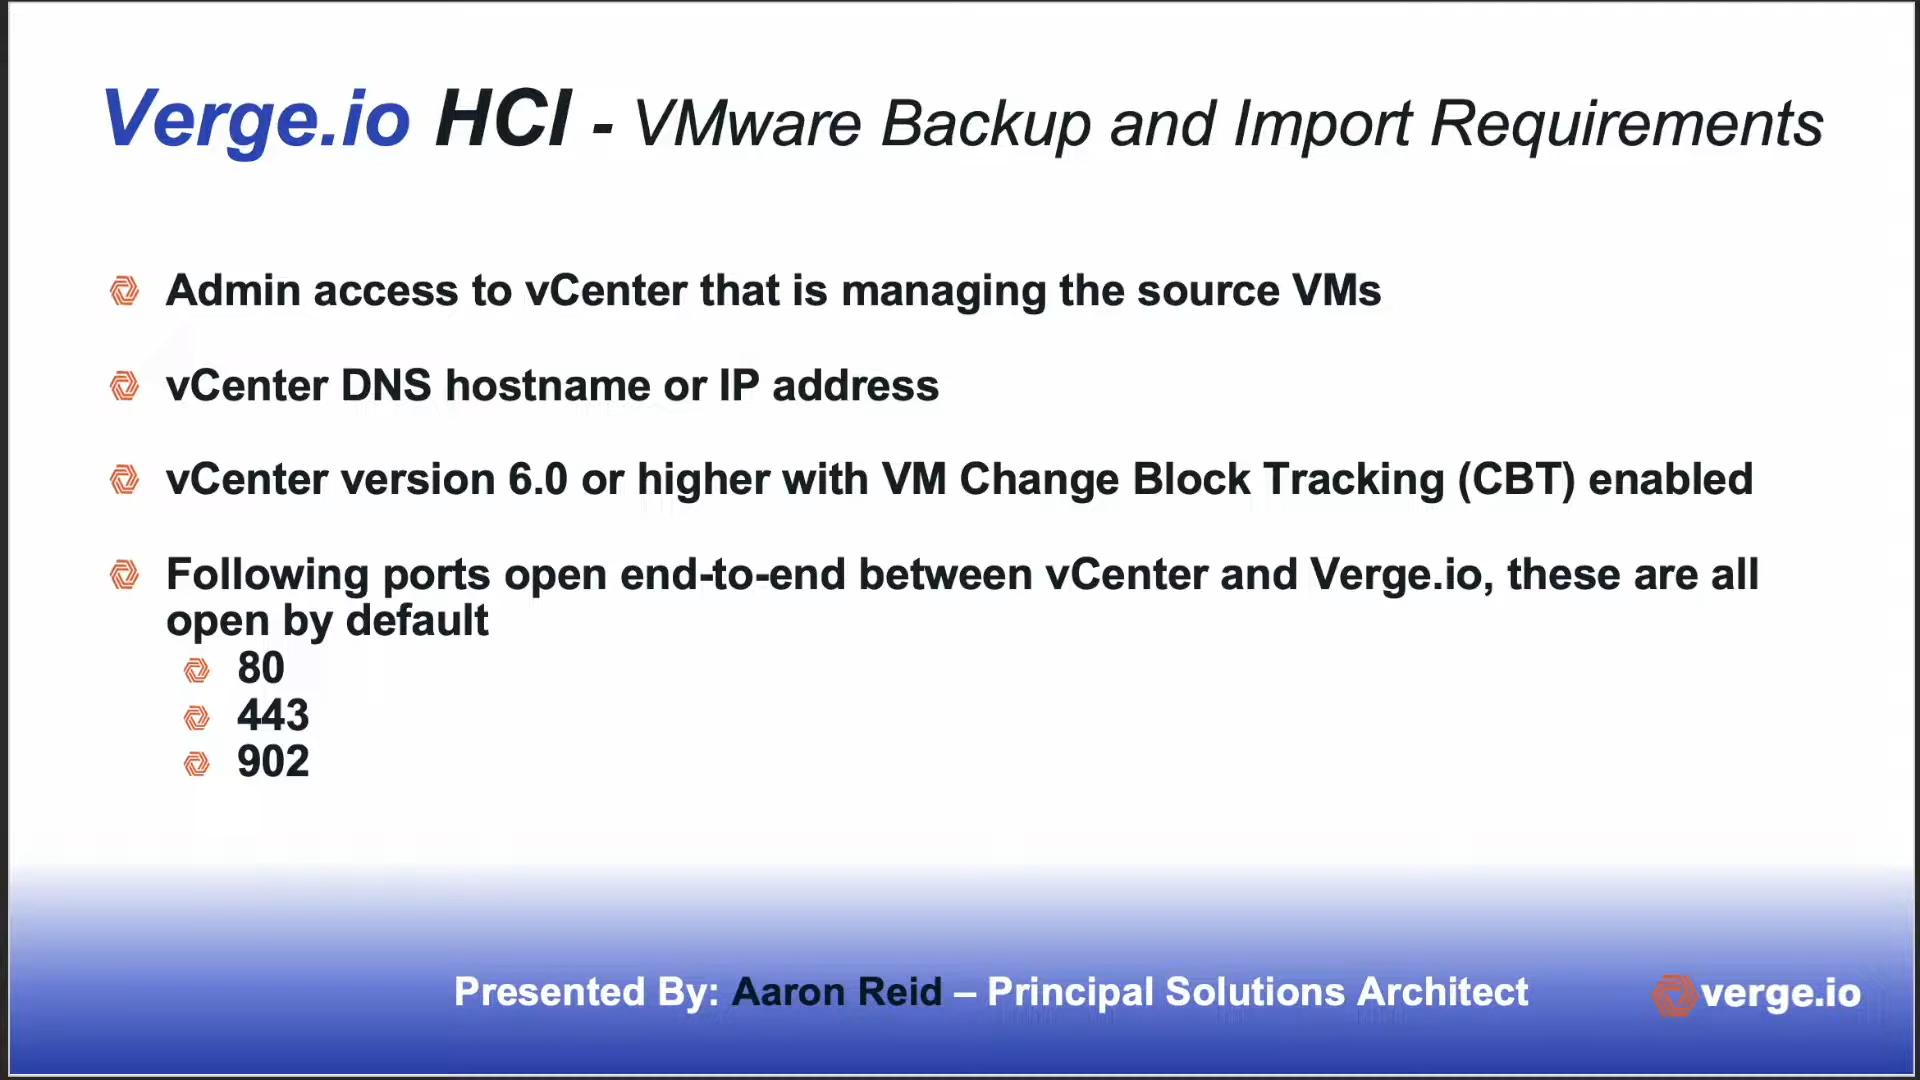 Verge.io HCI - VMware Backup and Import Requirements
Admin access to vCenter that is managing the source VMs
vCenter DNS hostname or IP address
vCenter version 6.0 or higher with VM Change Block Tracking (CBT) enabled
Following ports open end-to-end between vCenter and Verge.io, these are all
open by default
80
443
902
Presented By: Aaron Reid – Principal Solutions Architect
verge.io